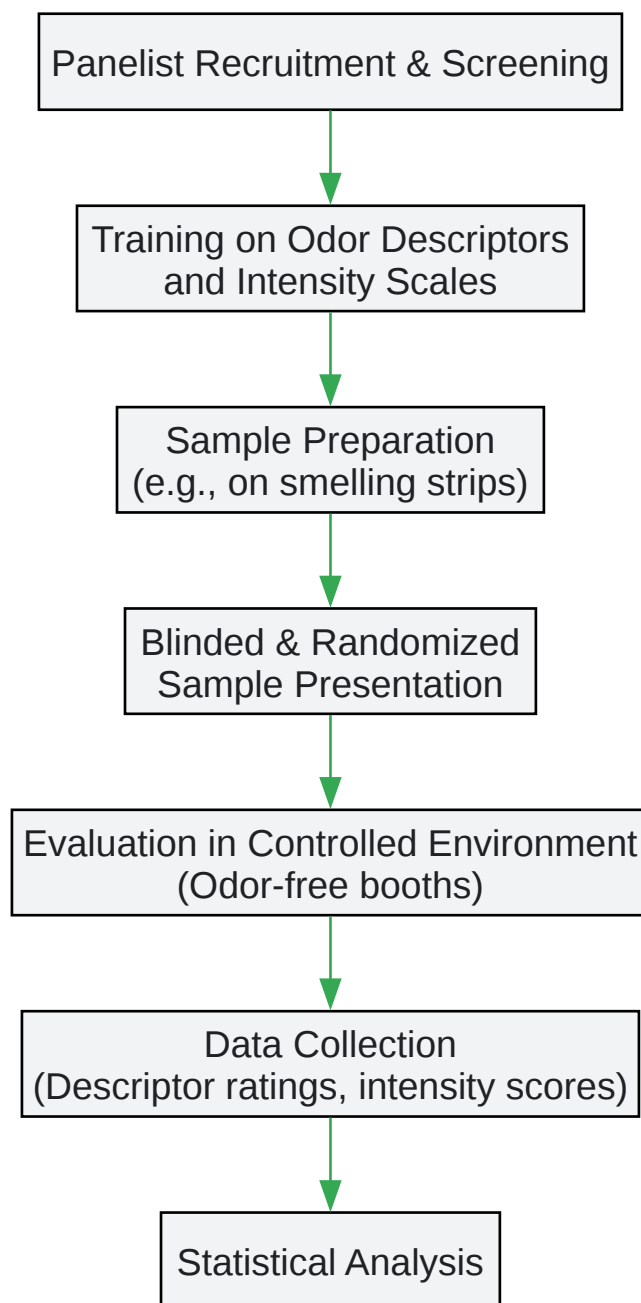 Panelist Recruitment & Screening
Training on Odor Descriptors
and Intensity Scales
Sample Preparation
(e.g., on smelling strips)
Blinded & Randomized
Sample Presentation
Evaluation in Controlled Environment
(Odor-free booths)
Data Collection
(Descriptor ratings, intensity scores)
Statistical Analysis